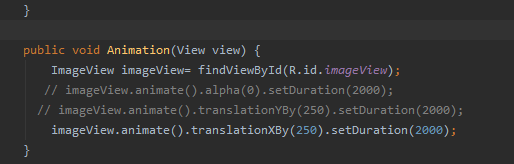 }
public void Animation(View view) {
ImageView imageView= findViewById(R.id.imageView);
// imageView.animate().alpha(0).setDuration(2000);
// imageView.animate().translationYBy(250).setDuration(2000);
imageView.animate().translationXBy(250).setDuration(2000);
}